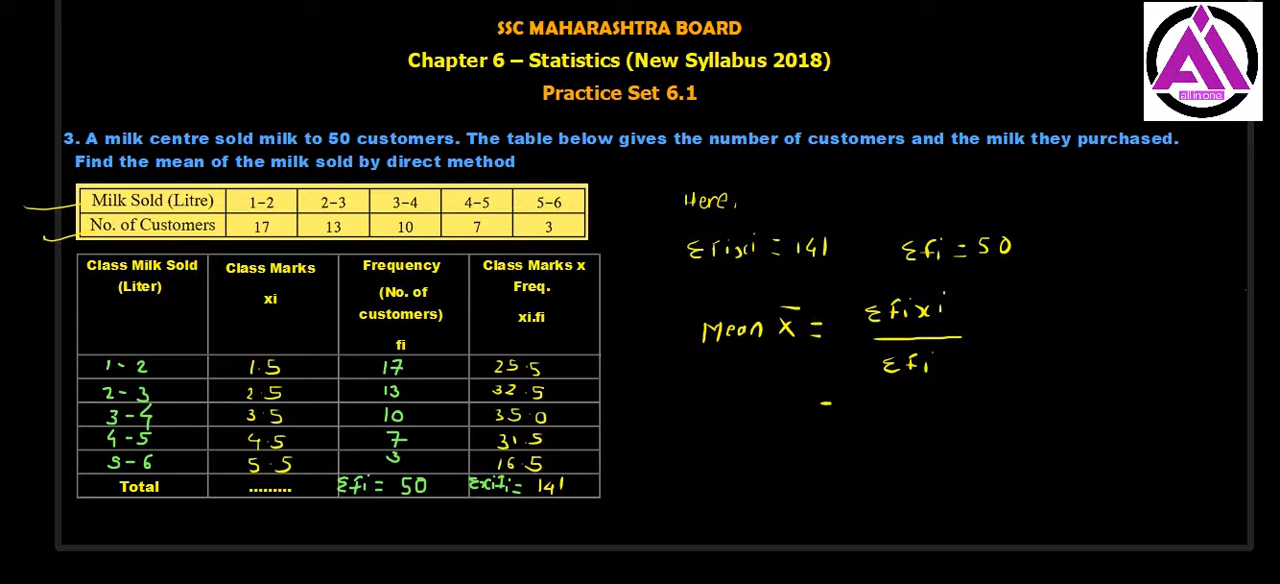 SSC MAHARASHTRA BOARD
Chapter 6 – Statistics (New Syllabus 2018)
Practice Set 6.1
all in one
3. A milk centre sold milk to 50 customers. The table below gives the number of customers and the milk they purchased.
Find the mean of the milk sold by direct method
Milk Sold (Litre) 1-2 2-3 3-4 4-5 5-6
No. of Customers 17 13 10 7 3
Class Milk Sold (Liter) Class Marks xi Frequency (No. of customers) fi Class Marks x Freq. xi.fi
1-2 1.5 17 25.5
2-3 2.5 13 32.5
3-4 3.5 10 35.0
4-5 4.5 7 31.5
5-6 5.5 3 16.5
Total ......... Σfi = 50 Σxifi = 141
Here,
Σfixi = 141 Σfi = 50
Mean X̄ = Σfixi / Σfi
=